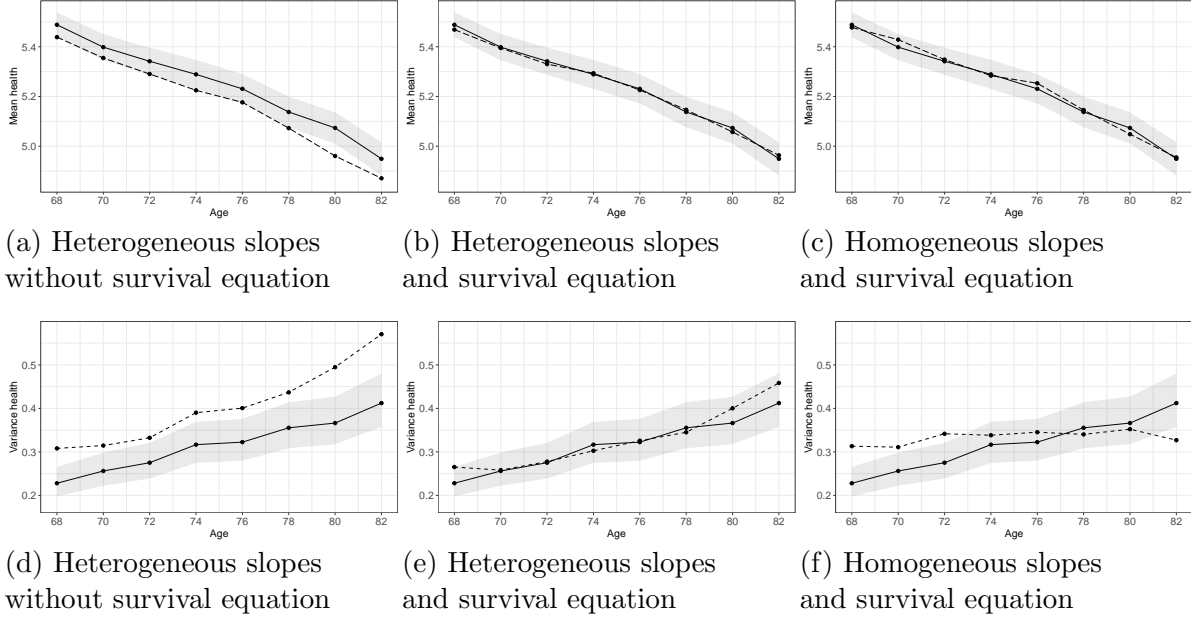 Mean health
5.4
5.2
5.0
68 70 72 74 76 78 80 82
Age
Mean health
5.4
5.2
5.0
68 70 72 74 76 78 80 82
Age
Mean health
5.4
5.2
5.0
68 70 72 74 76 78 80 82
Age
(a) Heterogeneous slopes
without survival equation
(b) Heterogeneous slopes
and survival equation
(c) Homogeneous slopes
and survival equation
Variance health
0.5
0.4
0.3
0.2
68 70 72 74 76 78 80 82
Age
Variance health
0.5
0.4
0.3
0.2
68 70 72 74 76 78 80 82
Age
Variance health
0.5
0.4
0.3
0.2
68 70 72 74 76 78 80 82
Age
(d) Heterogeneous slopes
without survival equation
(e) Heterogeneous slopes
and survival equation
(f) Homogeneous slopes
and survival equation